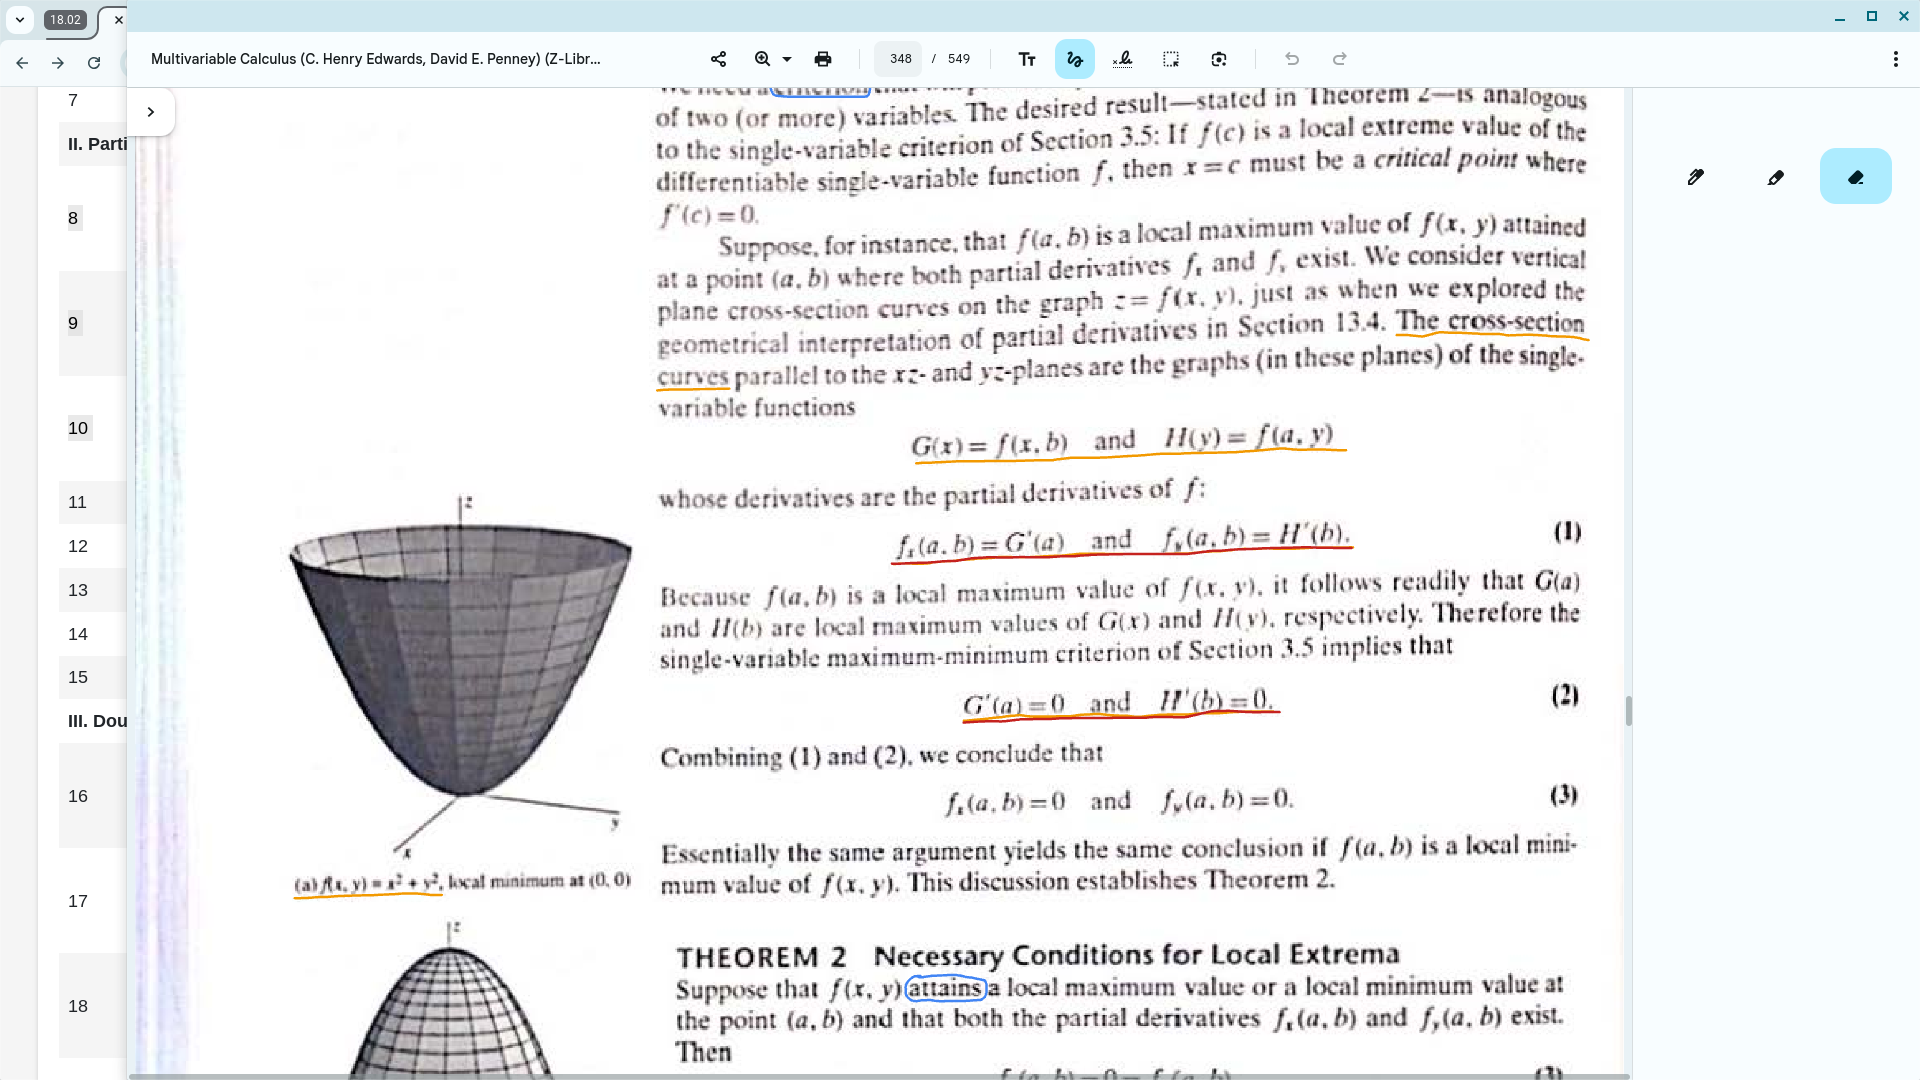 18.02
Multivariable Calculus (C. Henry Edwards, David E. Penney) (Z-Libr...
348 / 549
7
II. Parti
8
9
10
11
12
13
14
15
III. Dou
16
17
18
We need a criterion that
of two (or more) variables. The desired result—stated in Theorem 2—is analogous
to the single-variable criterion of Section 3.5: If f(c) is a local extreme value of the
differentiable single-variable function f, then x = c must be a critical point where
f′(c) = 0.
Suppose, for instance, that f(a, b) is a local maximum value of f(x, y) attained
at a point (a, b) where both partial derivatives fₓ and f_y exist. We consider vertical
plane cross-section curves on the graph z = f(x, y), just as when we explored the
geometrical interpretation of partial derivatives in Section 13.4. The cross-section
curves parallel to the xz- and yz-planes are the graphs (in these planes) of the single-
variable functions
G(x) = f(x, b) and H(y) = f(a, y)
whose derivatives are the partial derivatives of f:
fₓ(a, b) = G′(a) and f_y(a, b) = H′(b). (1)
Because f(a, b) is a local maximum value of f(x, y), it follows readily that G(a)
and H(b) are local maximum values of G(x) and H(y), respectively. Therefore the
single-variable maximum-minimum criterion of Section 3.5 implies that
G′(a) = 0 and H′(b) = 0. (2)
Combining (1) and (2), we conclude that
fₓ(a, b) = 0 and f_y(a, b) = 0. (3)
Essentially the same argument yields the same conclusion if f(a, b) is a local mini-
mum value of f(x, y). This discussion establishes Theorem 2.
z
y
x
(a) f(x, y) = x² + y², local minimum at (0, 0)
z
THEOREM 2 Necessary Conditions for Local Extrema
Suppose that f(x, y) attains a local maximum value or a local minimum value at
the point (a, b) and that both the partial derivatives fₓ(a, b) and f_y(a, b) exist.
Then